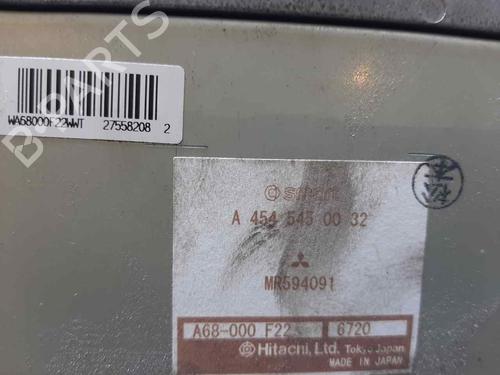 B-PARTS
WA68000F22WWT 27558208 2
smart
A 454 545 00 32
MR594091
A68-000 F22 6720
Hitachi, Ltd. Tokyo Japan
MADE IN JAPAN